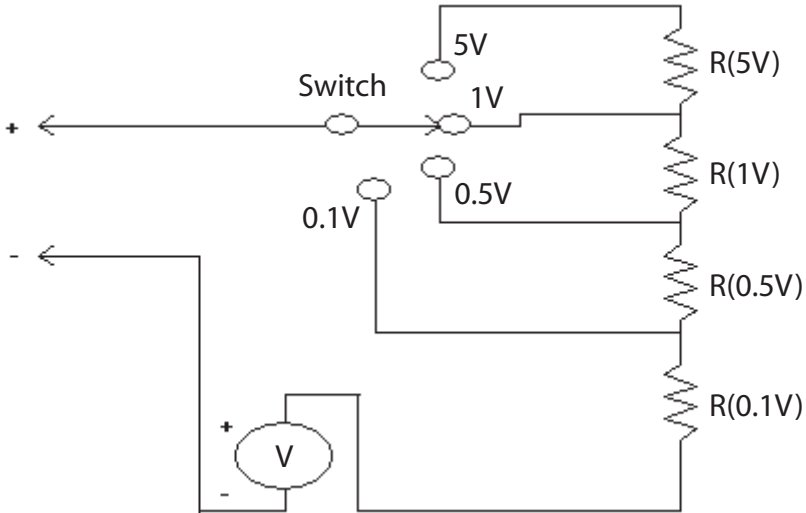 5V
R(5V)
Switch
1V
+
R(1V)
0.5V
0.1V
-
R(0.5V)
R(0.1V)
+
V
-